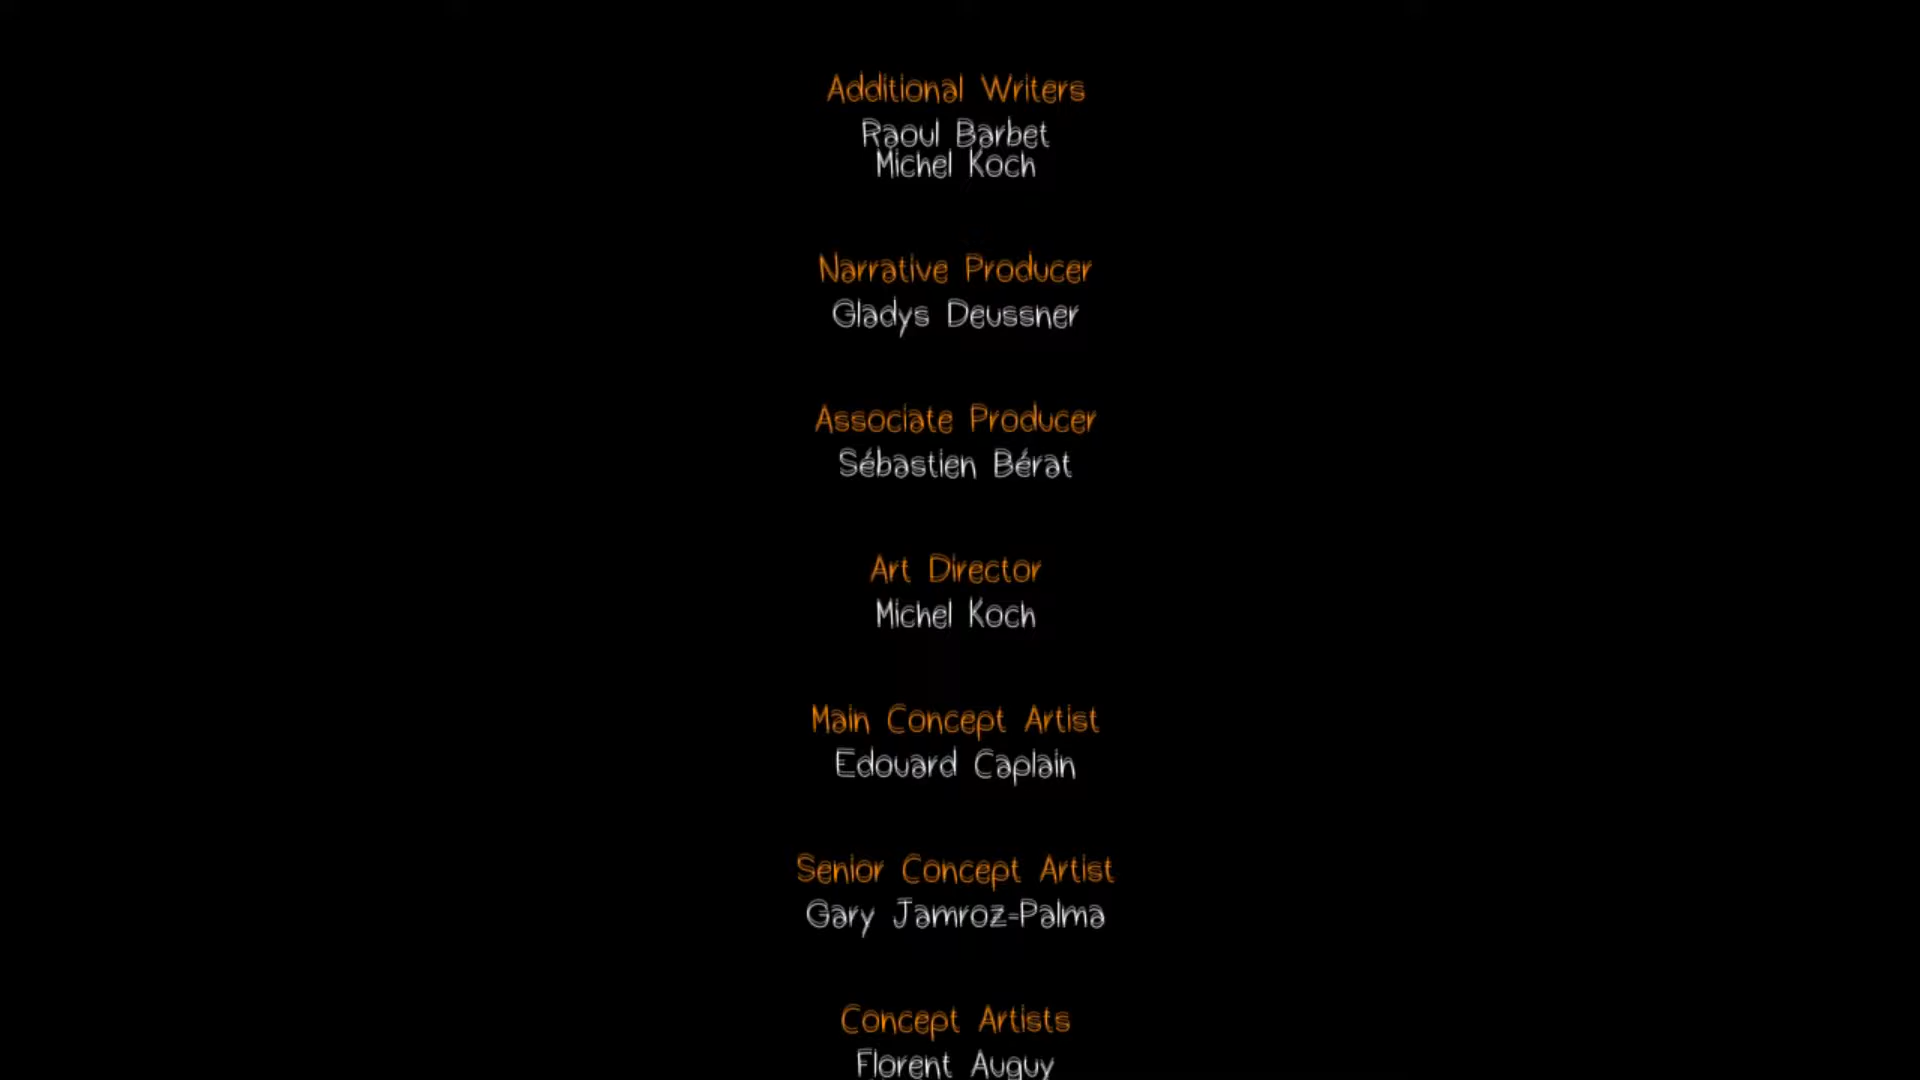 Additional Writers
Raoul Barbet
Michel Koch
Narrative Producer
Gladys Deussner
Associate Producer
Sébastien Bérat
Art Director
Michel Koch
Main Concept Artist
Edouard Caplain
Senior Concept Artist
Gary Jamroz-Palma
Concept Artists
Florent Auguy